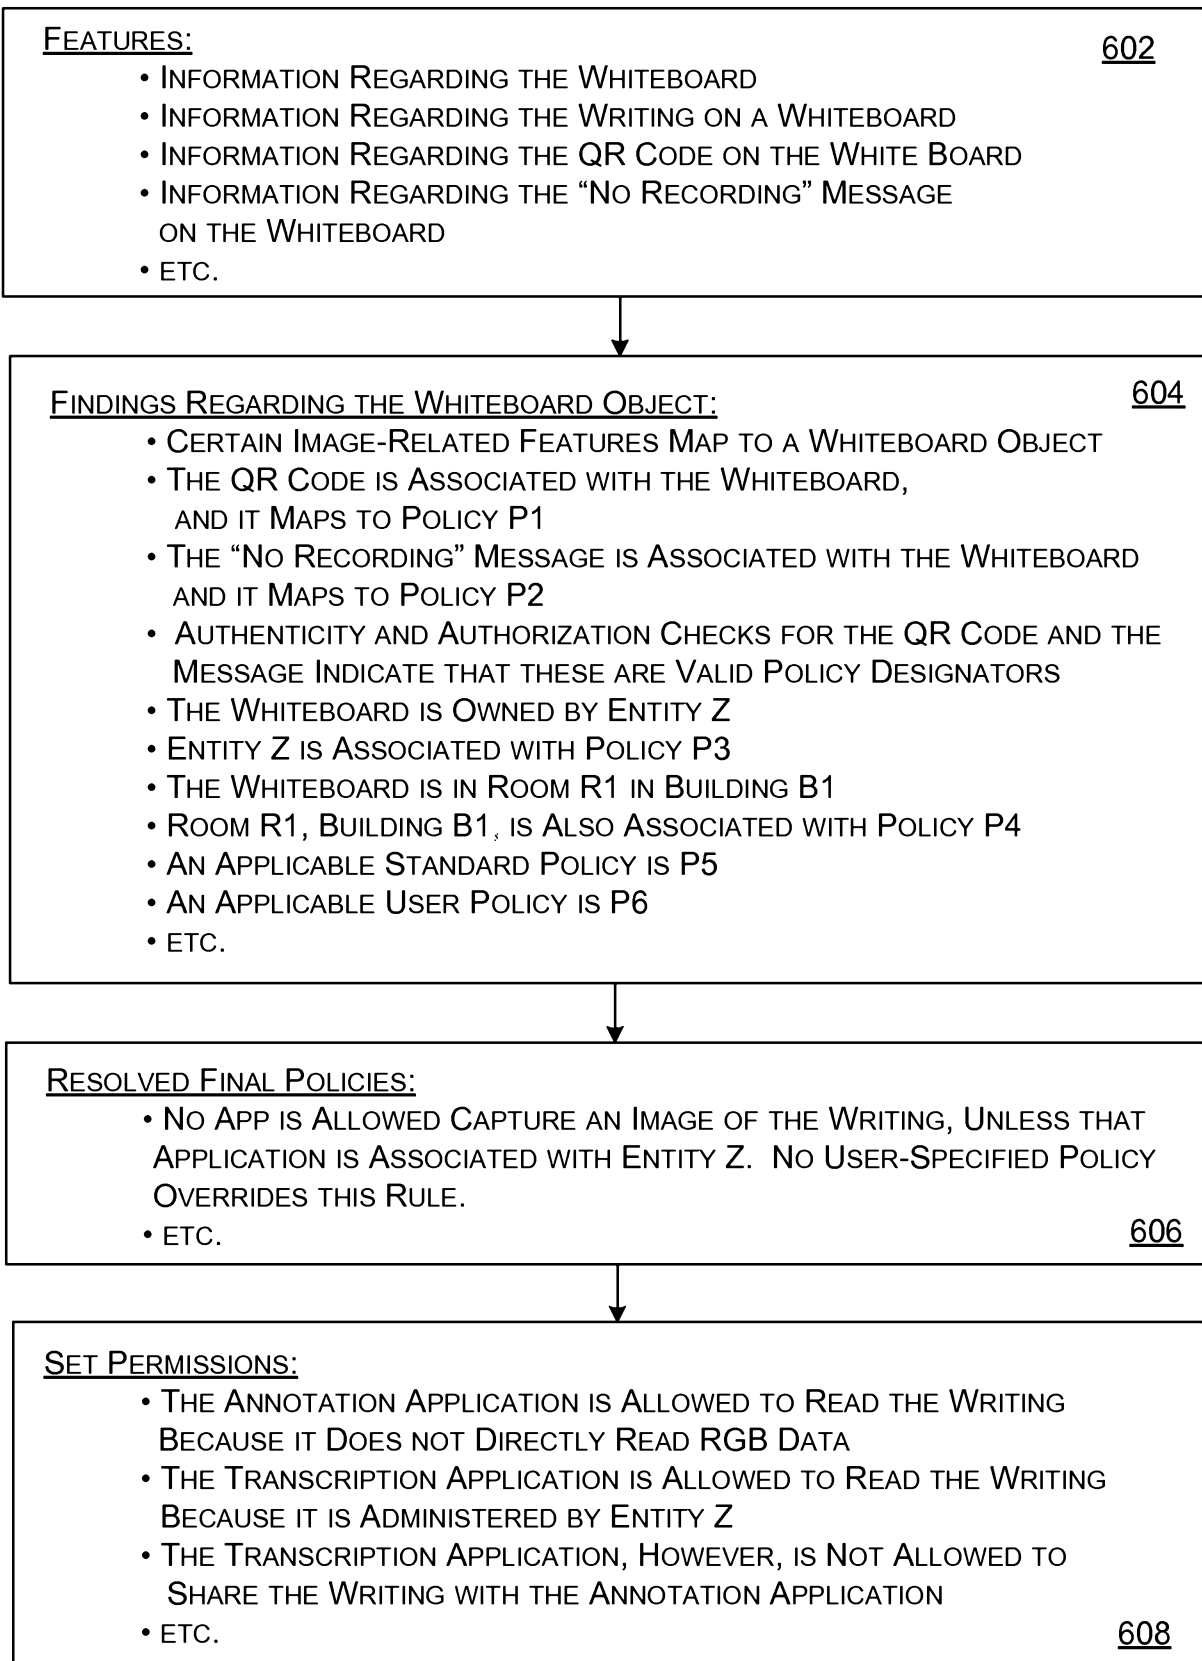 FEATURES:
602
• INFORMATION REGARDING THE WHITEBOARD
• INFORMATION REGARDING THE WRITING ON A WHITEBOARD
• INFORMATION REGARDING THE QR CODE ON THE WHITE BOARD
• INFORMATION REGARDING THE “NO RECORDING” MESSAGE
ON THE WHITEBOARD
• ETC.
604
FINDINGS REGARDING THE WHITEBOARD OBJECT:
• CERTAIN IMAGE-RELATED FEATURES MAP TO A WHITEBOARD OBJECT
• THE QR CODE IS ASSOCIATED WITH THE WHITEBOARD,
AND IT MAPS TO POLICY P1
• THE “NO RECORDING” MESSAGE IS ASSOCIATED WITH THE WHITEBOARD
AND IT MAPS TO POLICY P2
• AUTHENTICITY AND AUTHORIZATION CHECKS FOR THE QR CODE AND THE
MESSAGE INDICATE THAT THESE ARE VALID POLICY DESIGNATORS
• THE WHITEBOARD IS OWNED BY ENTITY Z
• ENTITY Z IS ASSOCIATED WITH POLICY P3
• THE WHITEBOARD IS IN ROOM R1 IN BUILDING B1
• ROOM R1, BUILDING B1, IS ALSO ASSOCIATED WITH POLICY P4
• AN APPLICABLE STANDARD POLICY IS P5
• AN APPLICABLE USER POLICY IS P6
• ETC.
RESOLVED FINAL POLICIES:
• NO APP IS ALLOWED CAPTURE AN IMAGE OF THE WRITING, UNLESS THAT
APPLICATION IS ASSOCIATED WITH ENTITY Z. NO USER-SPECIFIED POLICY
OVERRIDES THIS RULE.
• ETC.
606
SET PERMISSIONS:
• THE ANNOTATION APPLICATION IS ALLOWED TO READ THE WRITING
BECAUSE IT DOES NOT DIRECTLY READ RGB DATA
• THE TRANSCRIPTION APPLICATION IS ALLOWED TO READ THE WRITING
BECAUSE IT IS ADMINISTERED BY ENTITY Z
• THE TRANSCRIPTION APPLICATION, HOWEVER, IS NOT ALLOWED TO
SHARE THE WRITING WITH THE ANNOTATION APPLICATION
• ETC.
608